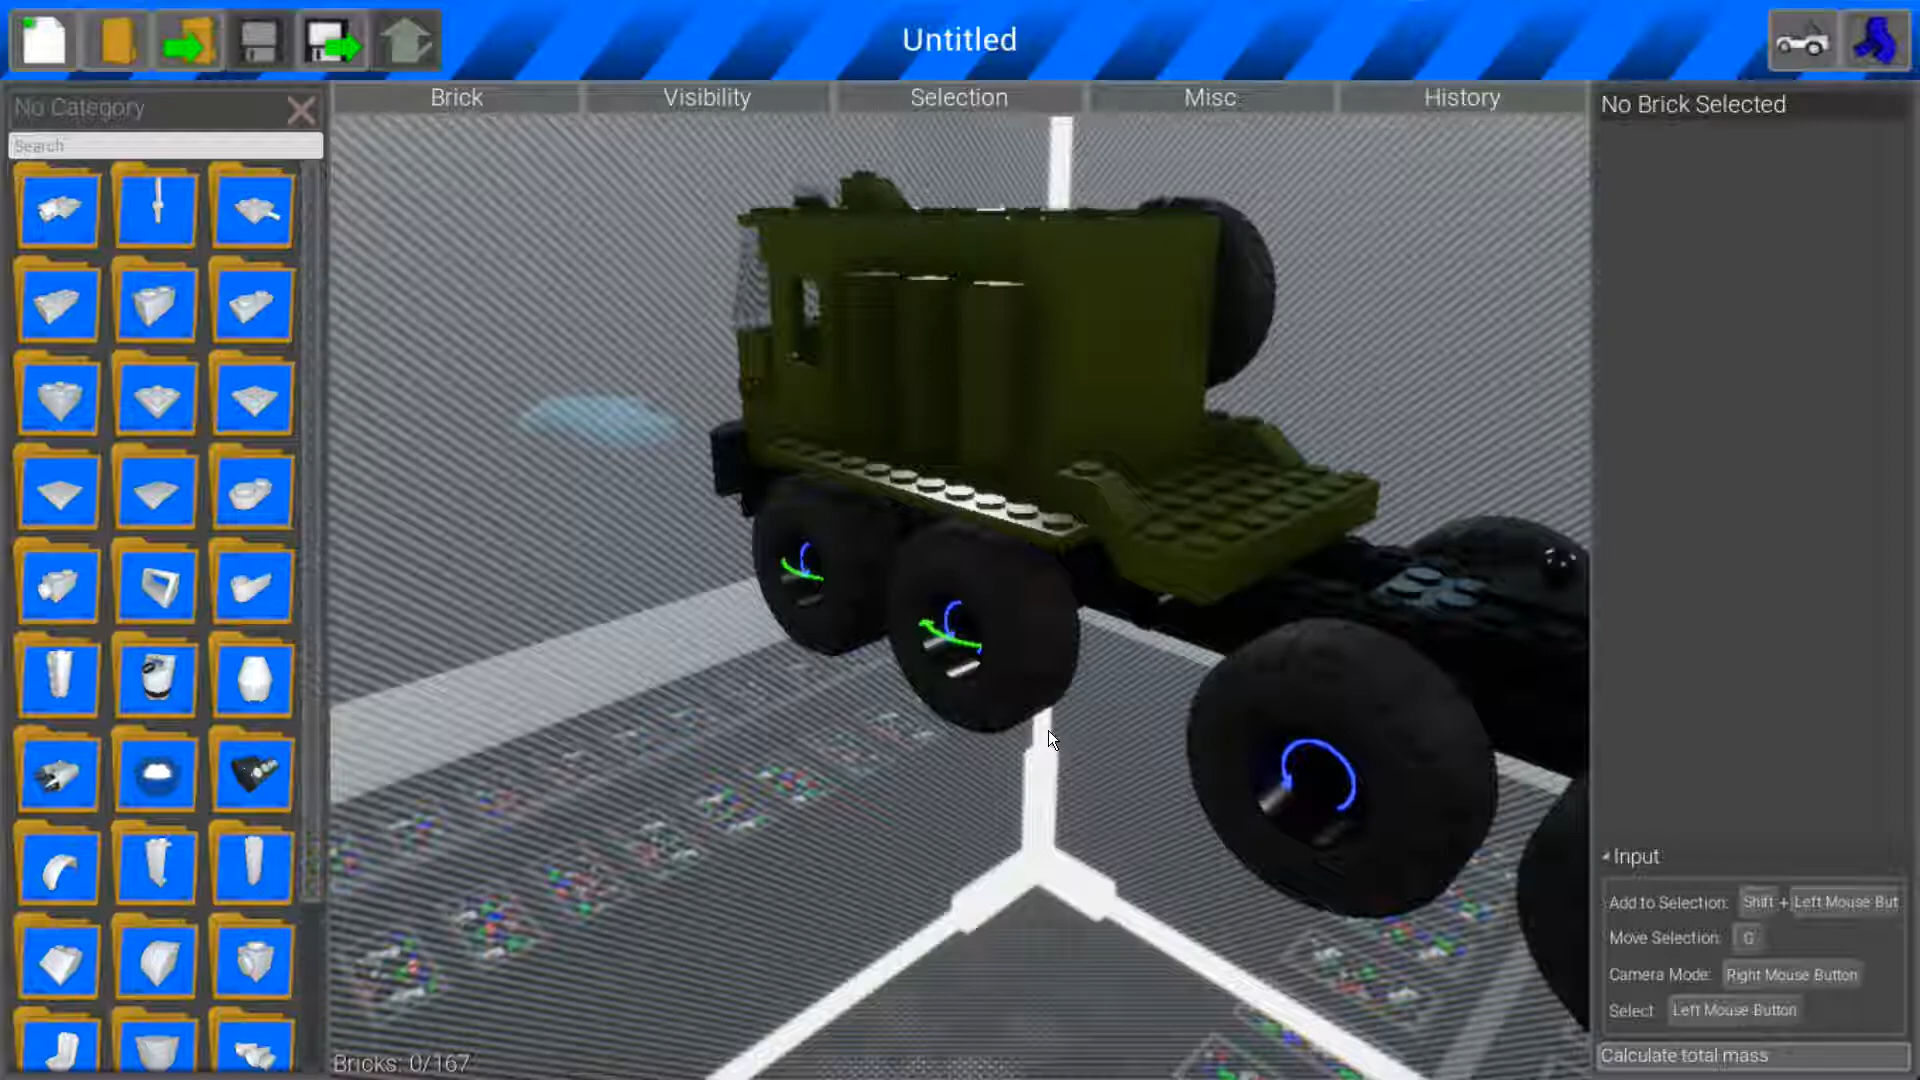 Untitled
No Category
Search
Brick
Visibility
Selection
Misc
History
No Brick Selected
Input
Add to Selection: Shift + Left Mouse But
Move Selection: G
Camera Mode: Right Mouse Button
Select Left Mouse Button
Calculate total mass
Bricks: 0/167